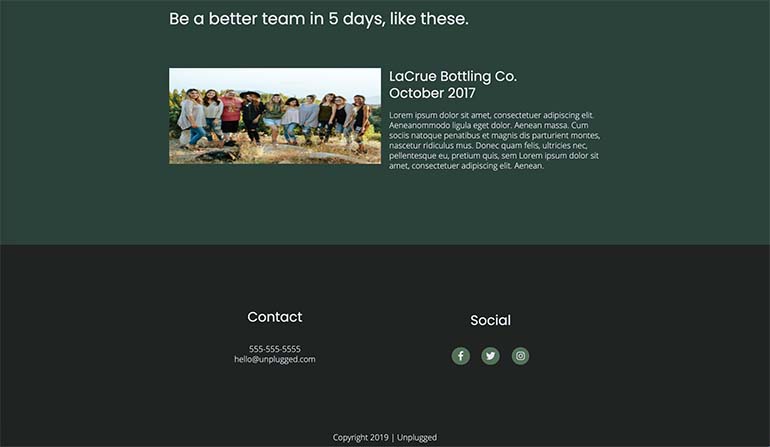 Be a better team in 5 days, like these.
LaCrue Bottling Co.
October 2017
Lorem ipsum dolor sit amet, consectetuer adipiscing elit.
Aeneanommodo ligula eget dolor. Aenean massa. Cum
sociis natoque penatibus et magnis dis parturient montes,
nascetur ridiculus mus. Donec quam felis, ultricies nec,
pellentesque eu, pretium quis, sem Lorem ipsum dolor sit
amet, consectetuer adipiscing elit. Aenean.
Contact
555-555-5555
hello@unplugged.com
Social
Copyright 2019 | Unplugged